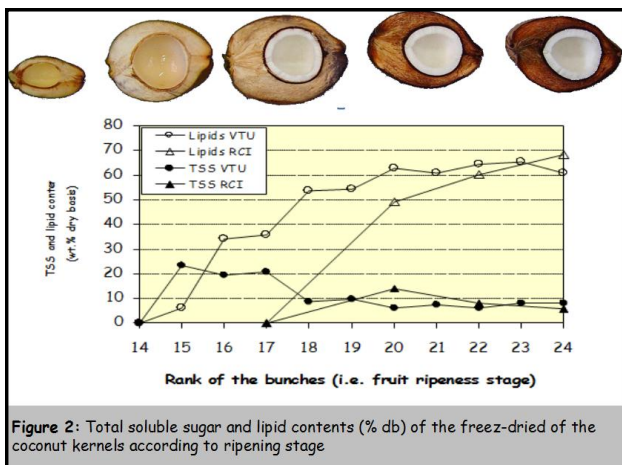 80
70
60
50
40
30
20
10
0
TSS and lipid conter
(wt.% dry basis)
Lipids VTU
Lipids RCI
TSS VTU
TSS RCI
14 15 16 17 18 19 20 21 22 23 24
Rank of the bunches (i.e. fruit ripeness stage)
Figure 2: Total soluble sugar and lipid contents (% db) of the freez-dried of the
coconut kernels according to ripening stage